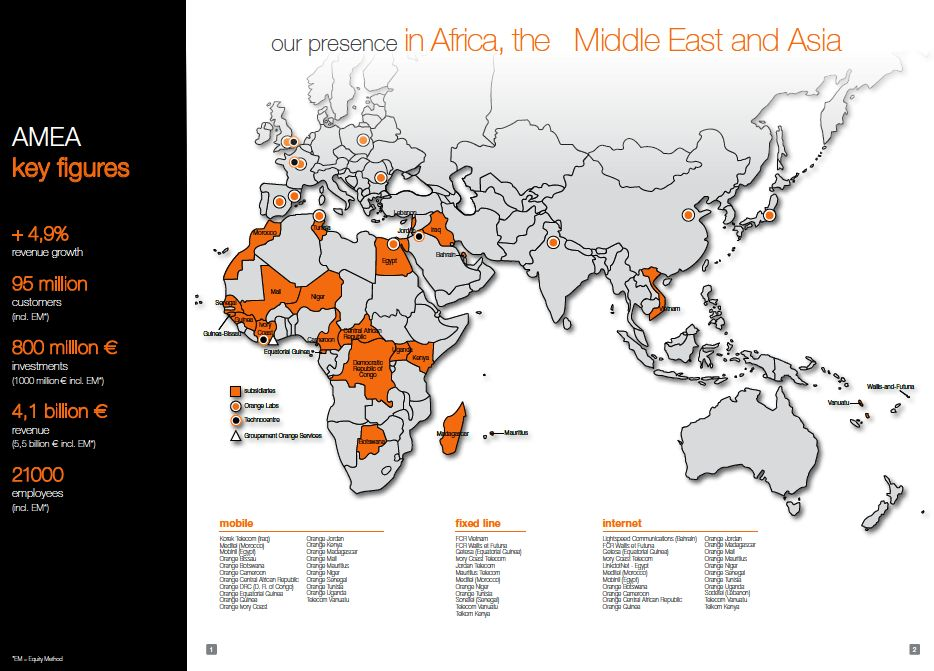 our presence in Africa, the Middle East and Asia
AMEA
key figures
+ 4,9%
revenue growth
95 million
customers
(incl. EM*)
800 million €
investments
(1000 million € incl. EM*)
4,1 billion €
revenue
(5,5 billion € incl. EM*)
21000
employees
(incl. EM*)
*EM = Equity Method
Lebanon
Jordan
Iraq
Bahrain
Tunisia
Morocco
Egypt
Mali
Niger
Senegal
Guinea
Guinea-Bissau
Ivory
Coast
Cameroon
Central African
Republic
Equatorial Guinea
Uganda
Kenya
Democratic
Republic of
Congo
Botswana
Madagascar
Mauritius
Vietnam
Vanuatu
Wallis-and-Futuna
subsidiaries
Orange Labs
Technocentre
Groupement Orange Services
mobile
Korek Telecom (Iraq)
Meditel (Morocco)
Mobinil (Egypt)
Orange Bissau
Orange Botswana
Orange Cameroon
Orange Central African Republic
Orange DRC (D. R. of Congo)
Orange Equatorial Guinea
Orange Guinea
Orange Ivory Coast
Orange Jordan
Orange Kenya
Orange Madagascar
Orange Mali
Orange Mauritius
Orange Niger
Orange Senegal
Orange Tunisia
Orange Uganda
Telecom Vanuatu
fixed line
FCR Vietnam
FCR Wallis et Futuna
Getesa (Equatorial Guinea)
Ivory Coast Telecom
Jordan Telecom
Mauritius Telecom
Meditel (Morocco)
Orange Niger
Orange Tunisia
Sonatel (Senegal)
Telecom Vanuatu
Telkom Kenya
internet
Lightspeed Communications (Bahrain)
FCR Wallis et Futuna
Getesa (Equatorial Guinea)
Ivory Coast Telecom
LinkdotNet - Egypt
Meditel (Morocco)
Mobinil (Egypt)
Orange Botswana
Orange Cameroon
Orange Central African Republic
Orange Guinea
Orange Jordan
Orange Madagascar
Orange Mali
Orange Mauritius
Orange Niger
Orange Senegal
Orange Tunisia
Orange Uganda
Sodetel (Lebanon)
Telecom Vanuatu
Telkom Kenya
1
2